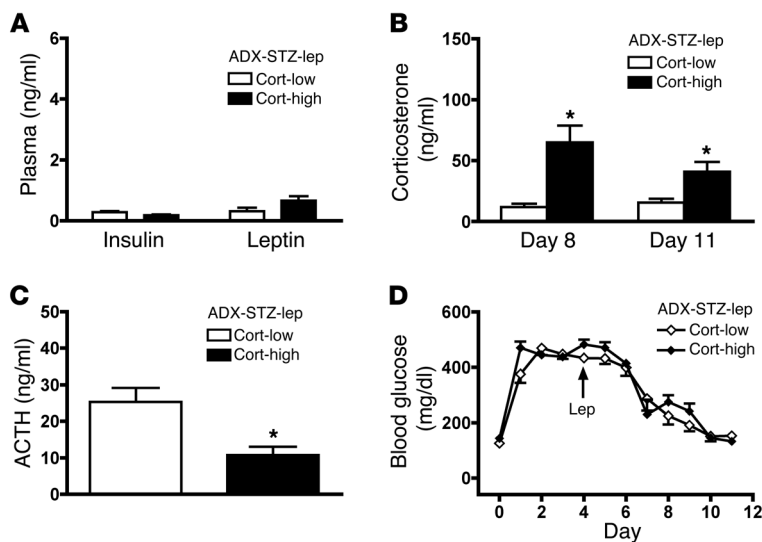 A
ADX-STZ-lep
Cort-low
Cort-high
Plasma (ng/ml)
6
4
2
0
Insulin
Leptin
B
ADX-STZ-lep
Cort-low
Cort-high
Corticosterone
(ng/ml)
150
100
50
0
*
*
Day 8
Day 11
C
ADX-STZ-lep
Cort-low
Cort-high
ACTH (ng/ml)
50
40
30
20
10
0
*
D
ADX-STZ-lep
Cort-low
Cort-high
Blood glucose
(mg/dl)
600
400
200
0
Lep
0 2 4 6 8 10 12
Day